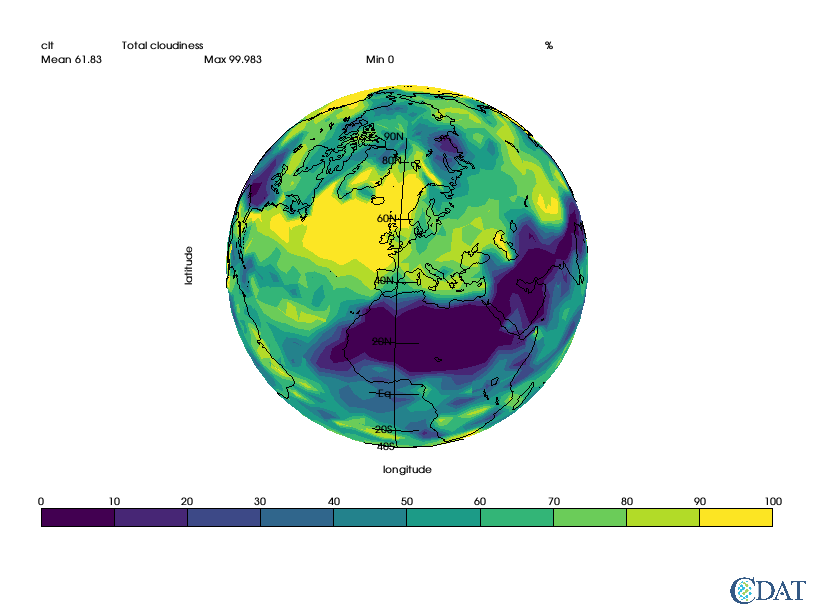 clt Total cloudiness %
Mean 61.83 Max 99.983 Min 0
90N
80N
60N
40N
20N
Eq
20S
40S
latitude
longitude
0 10 20 30 40 50 60 70 80 90 100
CDAT